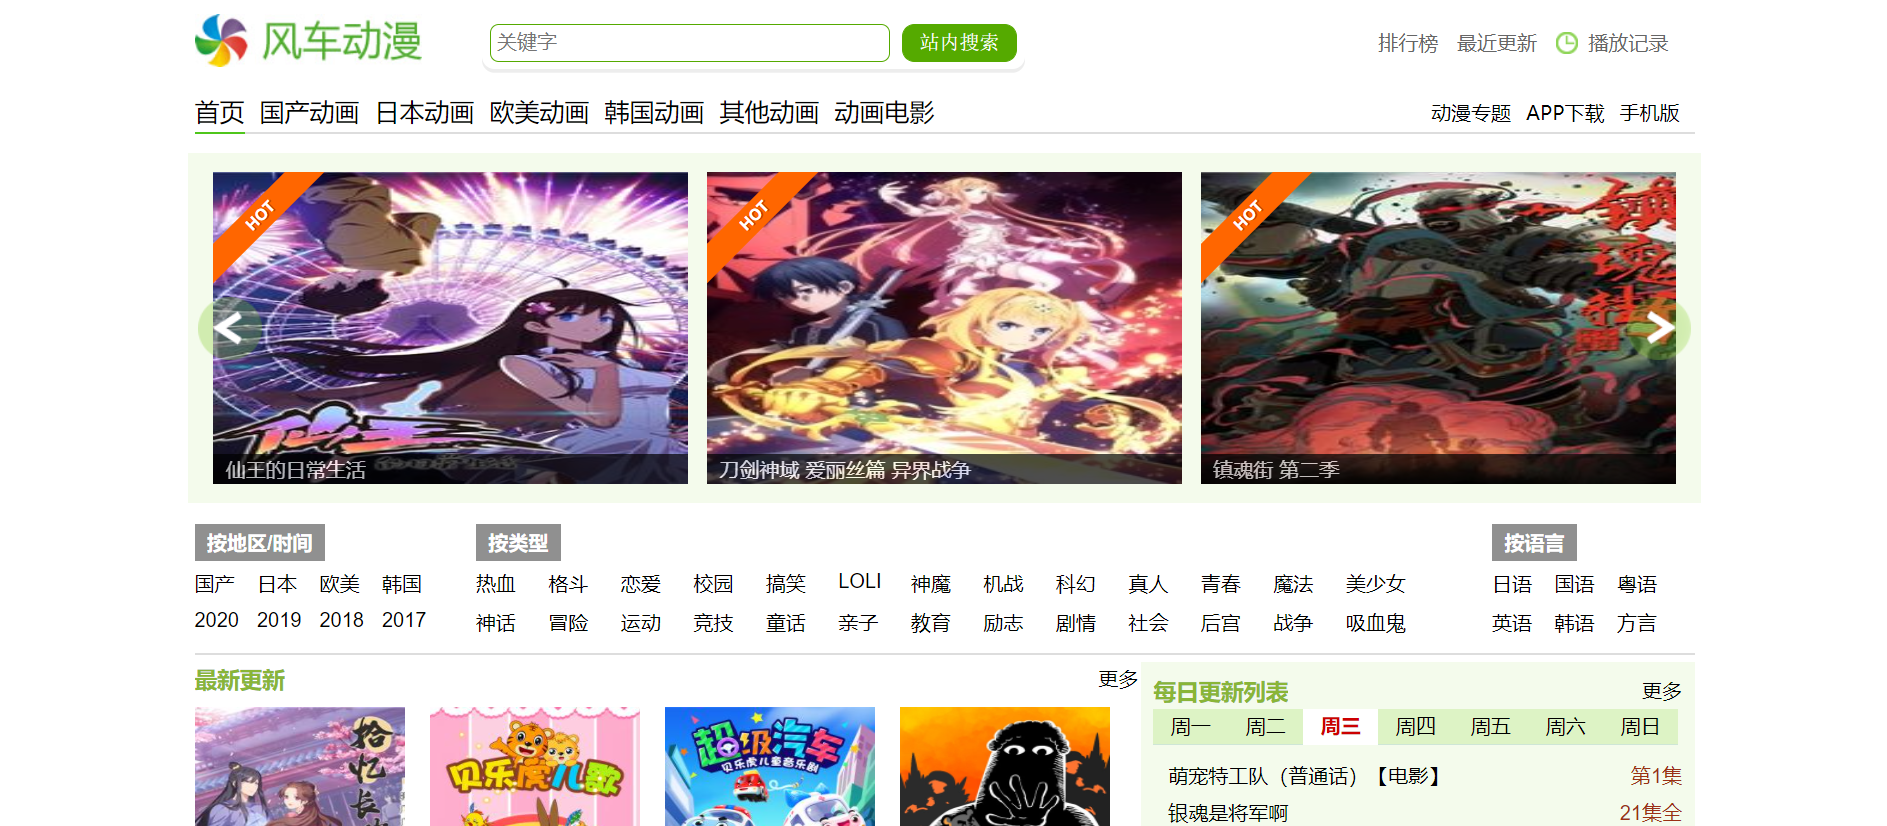 风车动漫
关键字 站内搜索
排行榜 最近更新 播放记录
首页 国产动画 日本动画 欧美动画 韩国动画 其他动画 动画电影
动漫专题 APP下载 手机版
HOT HOT HOT
镇魂街
仙王的日常生活 刀剑神域 爱丽丝篇 异界战争 镇魂街 第二季
按地区/时间 按类型 按语言
国产 日本 欧美 韩国 热血 格斗 恋爱 校园 搞笑 LOLI 神魔 机战 科幻 真人 青春 魔法 美少女 日语 国语 粤语
2020 2019 2018 2017 神话 冒险 运动 竞技 童话 亲子 教育 励志 剧情 社会 后宫 战争 吸血鬼 英语 韩语 方言
最新更新 更多
拾忆长
贝乐虎儿歌
超级汽车
贝乐虎儿童音乐剧
每日更新列表 更多
周一 周二 周三 周四 周五 周六 周日
萌宠特工队（普通话）【电影】 第1集
银魂是将军啊 21集全